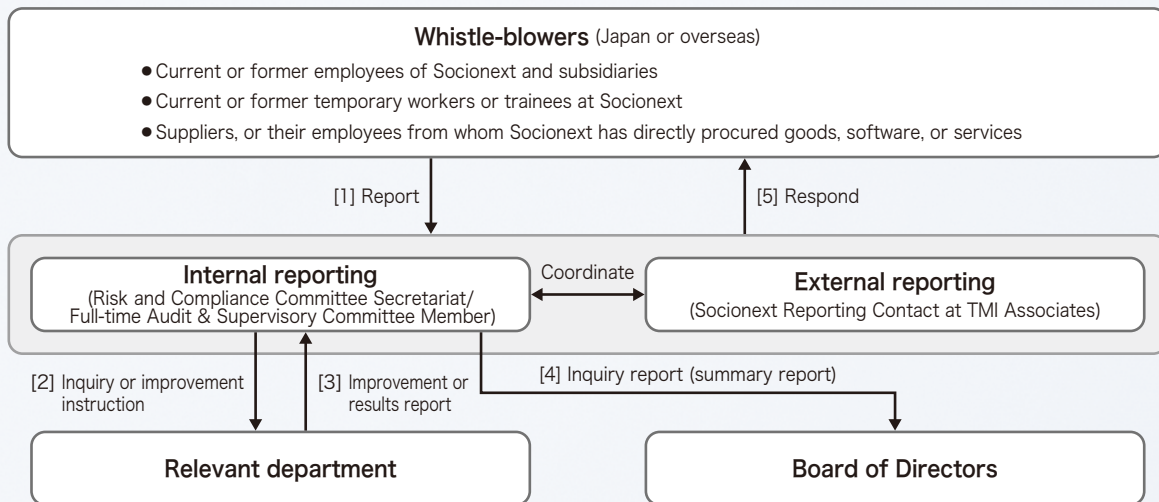 Whistle-blowers (Japan or overseas)
● Current or former employees of Socionext and subsidiaries
● Current or former temporary workers or trainees at Socionext
● Suppliers, or their employees from whom Socionext has directly procured goods, software, or services
[1] Report
[5] Respond
Internal reporting
(Risk and Compliance Committee Secretariat/
Full-time Audit & Supervisory Committee Member)
Coordinate
External reporting
(Socionext Reporting Contact at TMI Associates)
[2] Inquiry or improvement
instruction
[3] Improvement or
results report
[4] Inquiry report (summary report)
Relevant department
Board of Directors